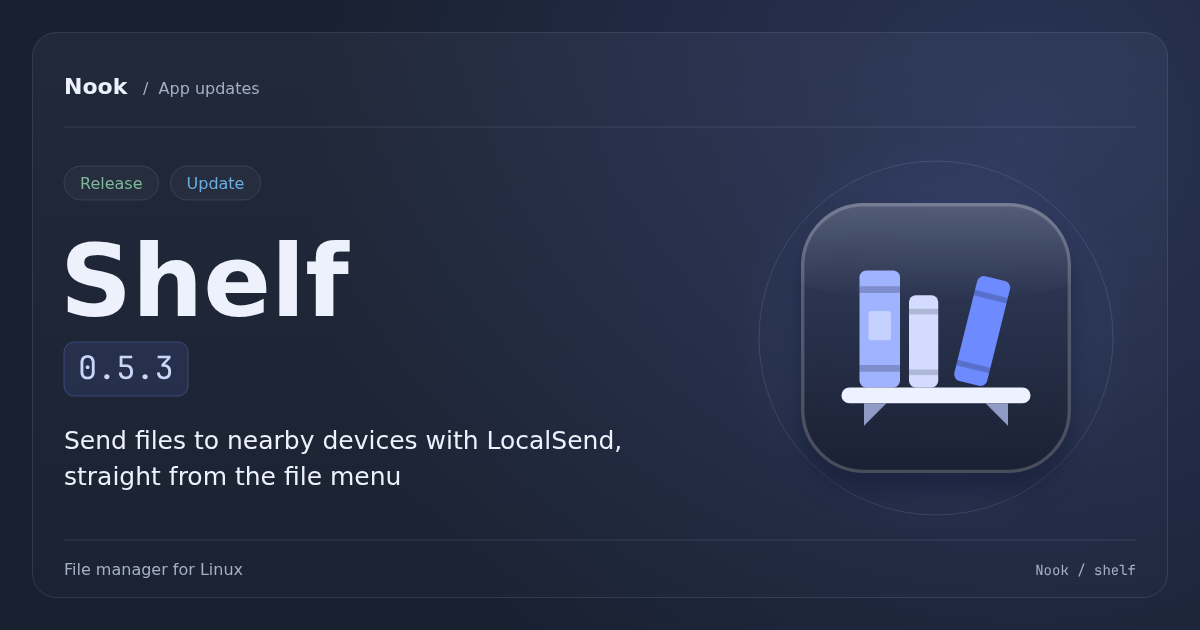 Nook / App updates
Release Update
Shelf
0.5.3
Send files to nearby devices with LocalSend,
straight from the file menu
File manager for Linux
Nook / shelf